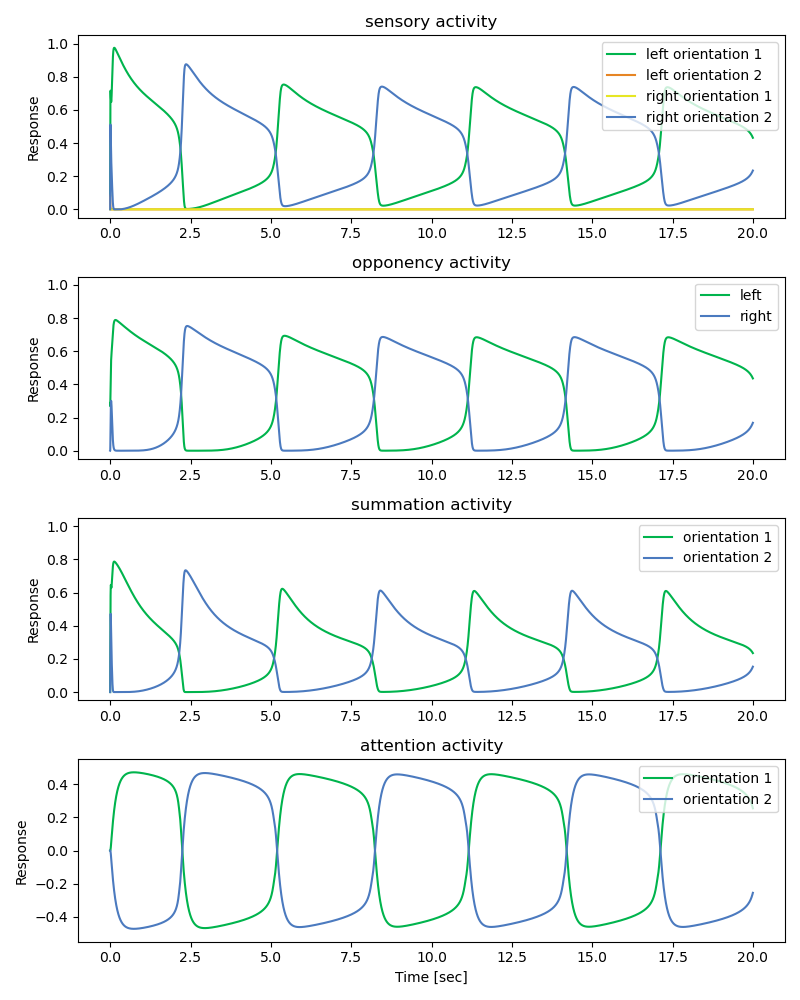 sensory activity
1.0
0.8
0.6
0.4
0.2
0.0
Response
left orientation 1
left orientation 2
right orientation 1
right orientation 2
0.0 2.5 5.0 7.5 10.0 12.5 15.0 17.5 20.0
opponency activity
1.0
0.8
0.6
0.4
0.2
0.0
Response
left
right
0.0 2.5 5.0 7.5 10.0 12.5 15.0 17.5 20.0
summation activity
1.0
0.8
0.6
0.4
0.2
0.0
Response
orientation 1
orientation 2
0.0 2.5 5.0 7.5 10.0 12.5 15.0 17.5 20.0
attention activity
0.4
0.2
0.0
−0.2
−0.4
Response
orientation 1
orientation 2
0.0 2.5 5.0 7.5 10.0 12.5 15.0 17.5 20.0
Time [sec]